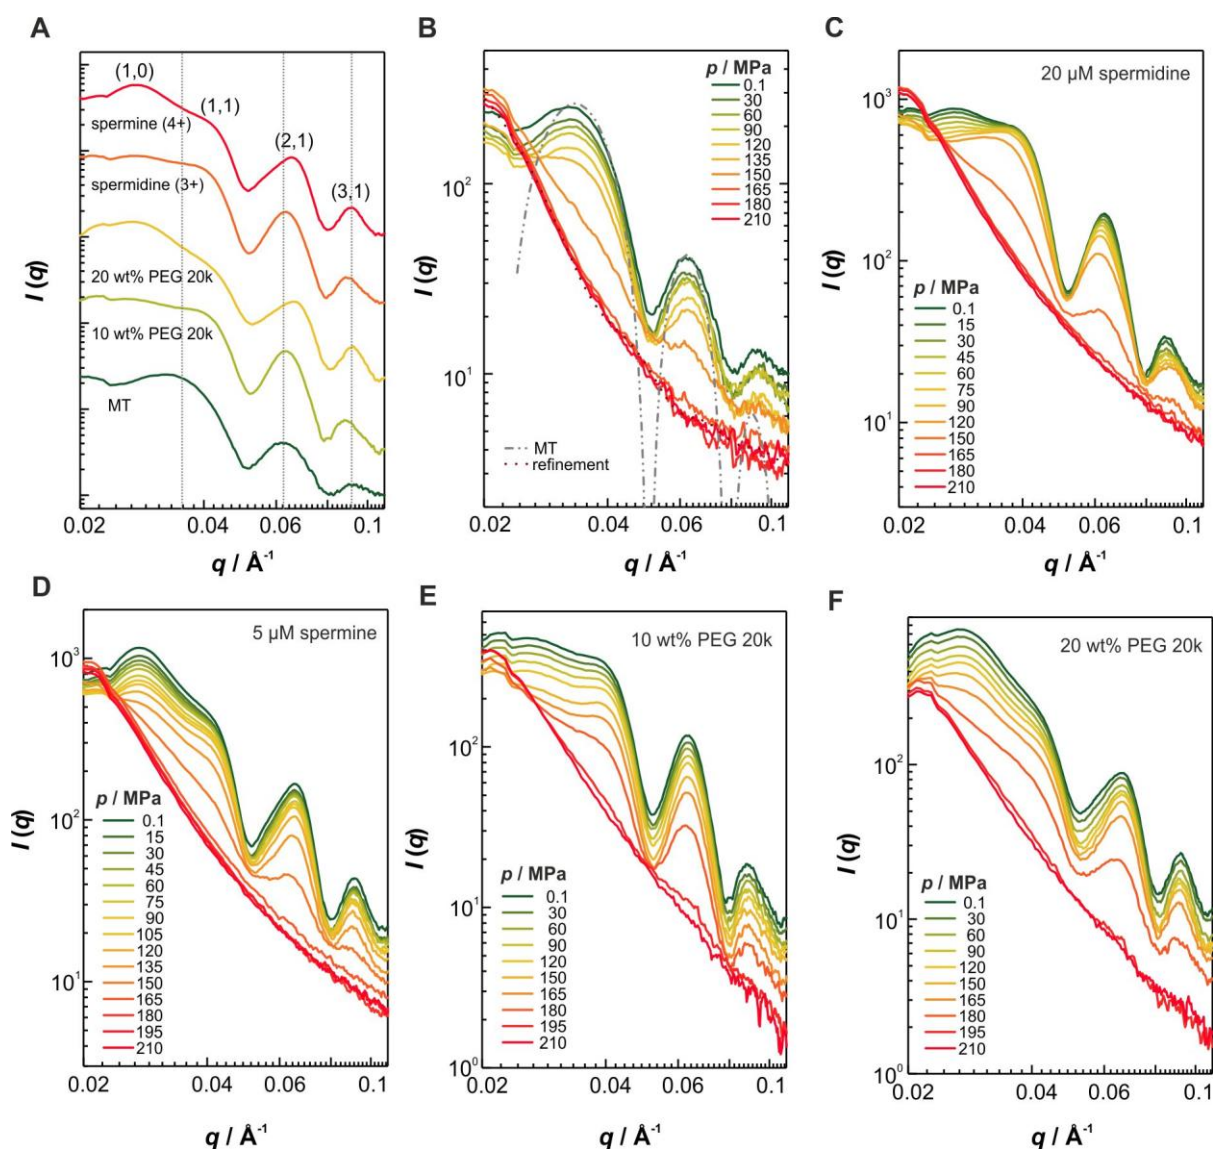 A
(1,0)
(1,1)
spermine (4+)
(2,1)
spermidine (3+)
(3,1)
20 wt% PEG 20k
10 wt% PEG 20k
MT
I (q)
0.02 0.04 0.06 0.1
q / Å-1
B
p / MPa
0.1
30
60
90
120
135
150
165
180
210
10²
10¹
MT
refinement
I (q)
0.02 0.04 0.06 0.1
q / Å-1
C
20 µM spermidine
10³
10²
10¹
p / MPa
0.1
15
30
45
60
75
90
120
150
165
180
210
I (q)
0.02 0.04 0.06 0.1
q / Å-1
D
5 µM spermine
10³
10²
10¹
p / MPa
0.1
15
30
45
60
75
90
105
120
135
150
165
180
195
210
I (q)
0.02 0.04 0.06 0.1
q / Å-1
E
10 wt% PEG 20k
10²
10¹
10⁰
p / MPa
0.1
30
60
90
120
150
165
180
195
210
I (q)
0.02 0.04 0.06 0.1
q / Å-1
F
20 wt% PEG 20k
10²
10¹
10⁰
p / MPa
0.1
30
60
90
120
150
165
180
195
210
I (q)
0.02 0.04 0.06 0.1
q / Å-1